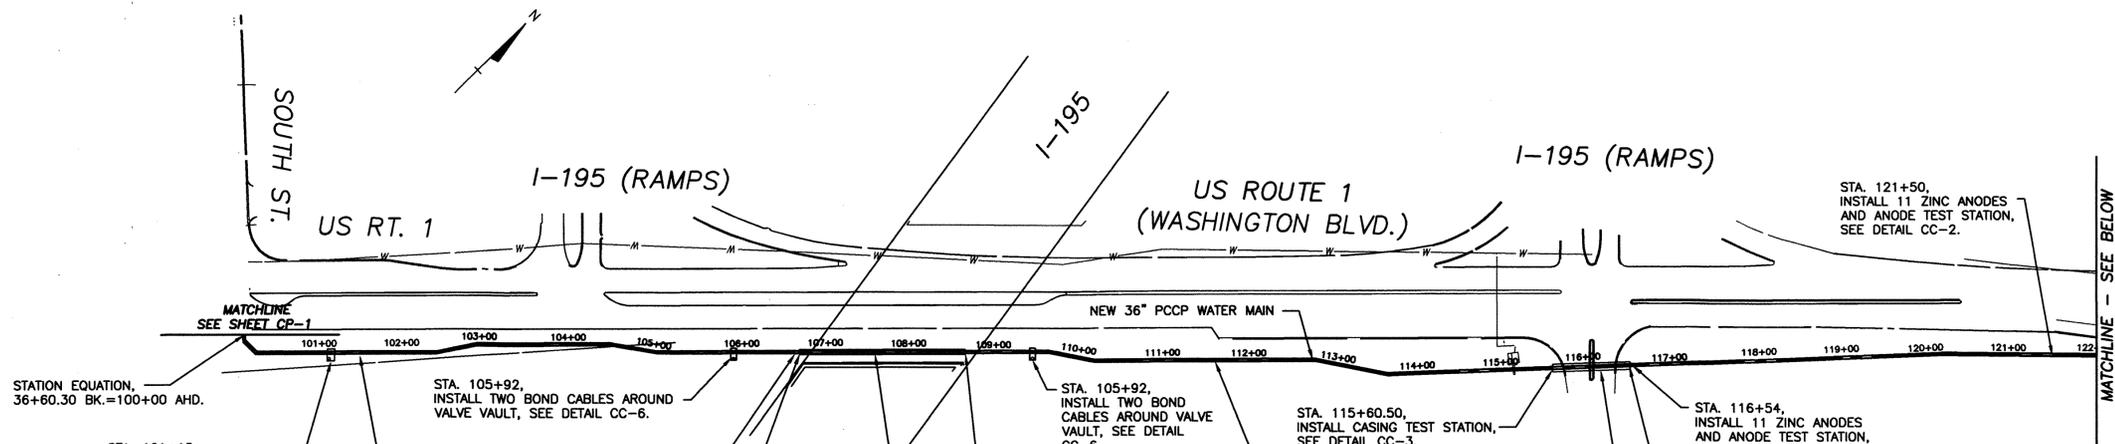 N
SOUTH ST.
I-195
I-195 (RAMPS)
I-195 (RAMPS)
US RT. 1
US ROUTE 1
(WASHINGTON BLVD.)
STA. 121+50,
INSTALL 11 ZINC ANODES
AND ANODE TEST STATION,
SEE DETAIL CC-2.
W W W W W W W W W W W
MATCHLINE - SEE BELOW
MATCHLINE
SEE SHEET CP-1
NEW 36" PCCP WATER MAIN
101+00 102+00 103+00 104+00 105+00 106+00 107+00 108+00 109+00 110+00 111+00 112+00 113+00 114+00 115+00 116+00 117+00 118+00 119+00 120+00 121+00 122
STATION EQUATION,
36+60.30 BK.=100+00 AHD.
STA. 105+92,
INSTALL TWO BOND CABLES AROUND
VALVE VAULT, SEE DETAIL CC-6.
STA. 105+92,
INSTALL TWO BOND
CABLES AROUND VALVE
VAULT, SEE DETAIL
STA. 115+60.50,
INSTALL CASING TEST STATION,
SEE DETAIL CC-3
STA. 116+54,
INSTALL 11 ZINC ANODES
AND ANODE TEST STATION,